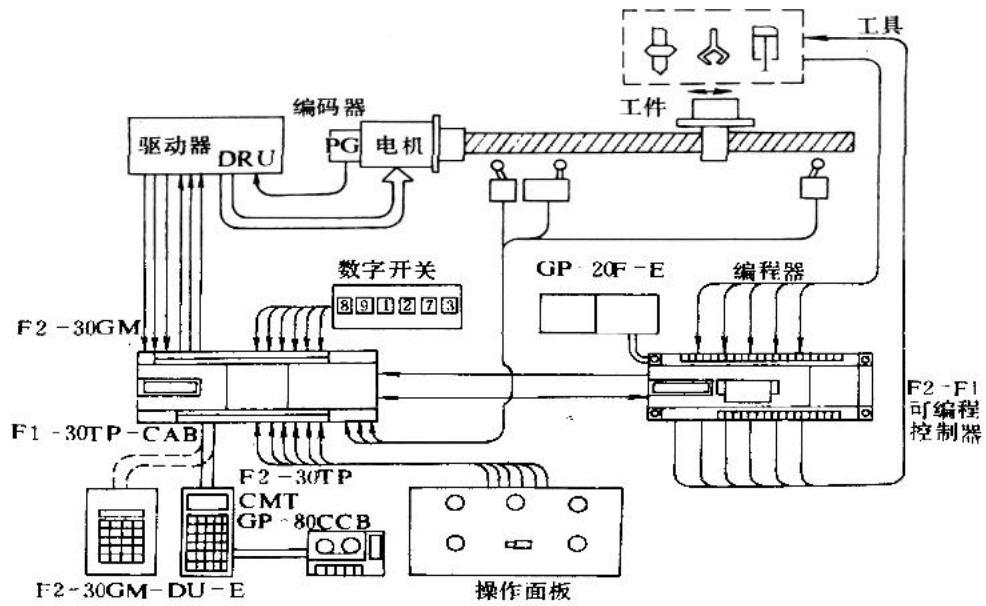 工具
工件
编码器
驱动器
DRU
PG
电机
数字开关
8 9 1 2 7 3
GP-20F-E
编程器
F2-30GM
F2-F1
可编程
控制器
F1-30TP-CAB
F2-30TP
CMT
GP-80CCB
F2-30GM-DU-E
操作面板